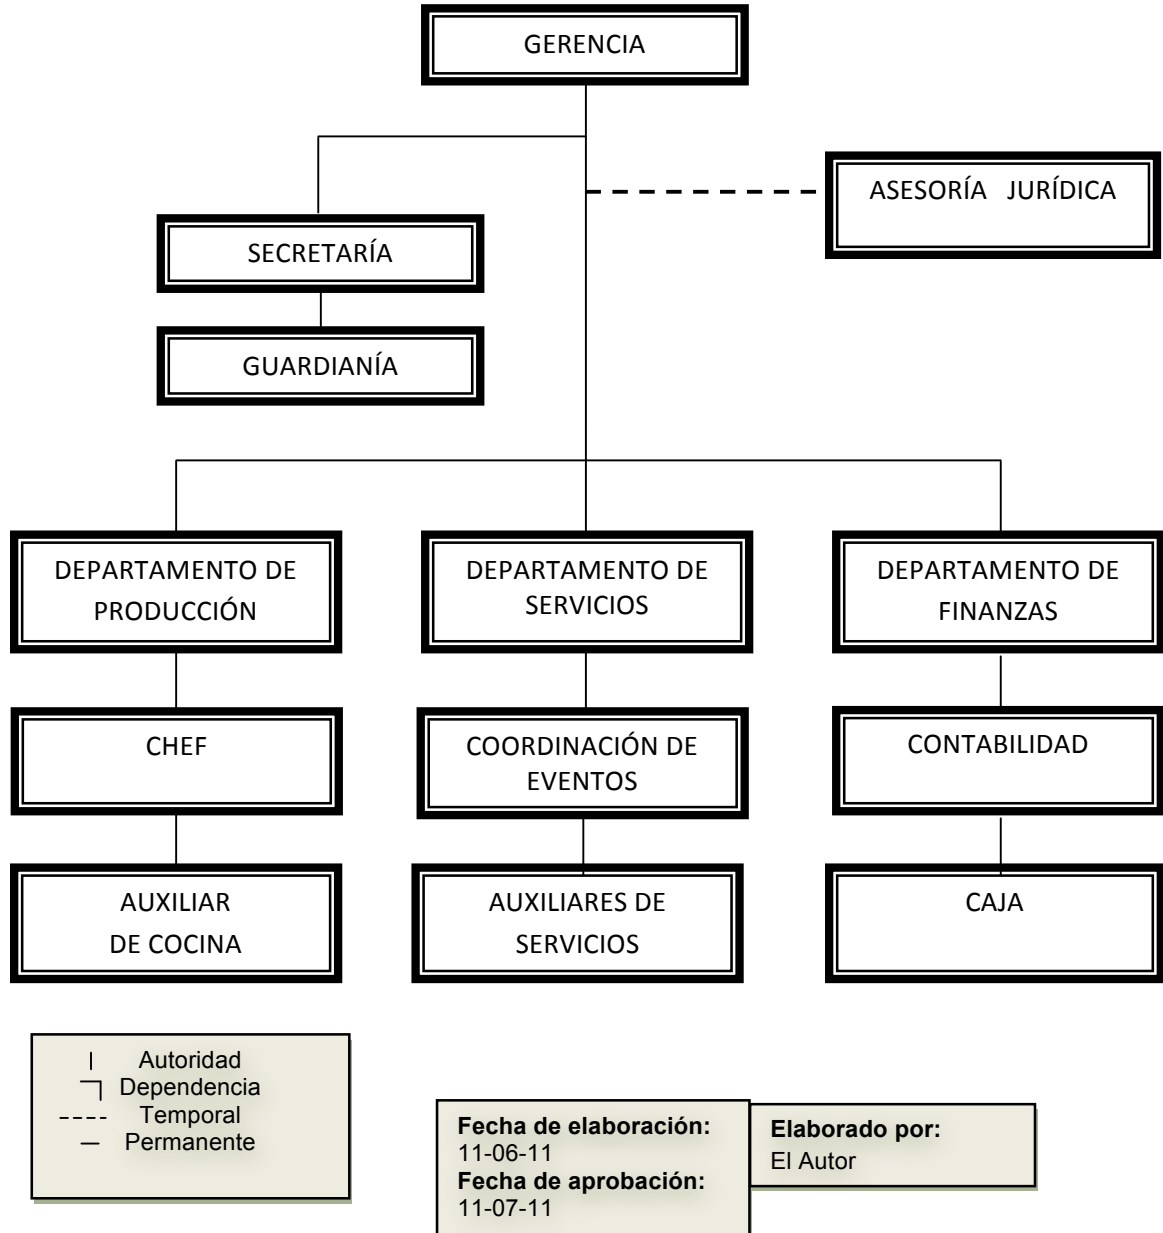 GERENCIA
ASESORÍA JURÍDICA
SECRETARÍA
GUARDIANÍA
DEPARTAMENTO DE
PRODUCCIÓN
DEPARTAMENTO DE
SERVICIOS
DEPARTAMENTO DE
FINANZAS
CHEF
COORDINACIÓN DE
EVENTOS
CONTABILIDAD
AUXILIAR
DE COCINA
AUXILIARES DE
SERVICIOS
CAJA
Autoridad
Dependencia
Temporal
Permanente
Fecha de elaboración:
11-06-11
Fecha de aprobación:
11-07-11
Elaborado por:
El Autor